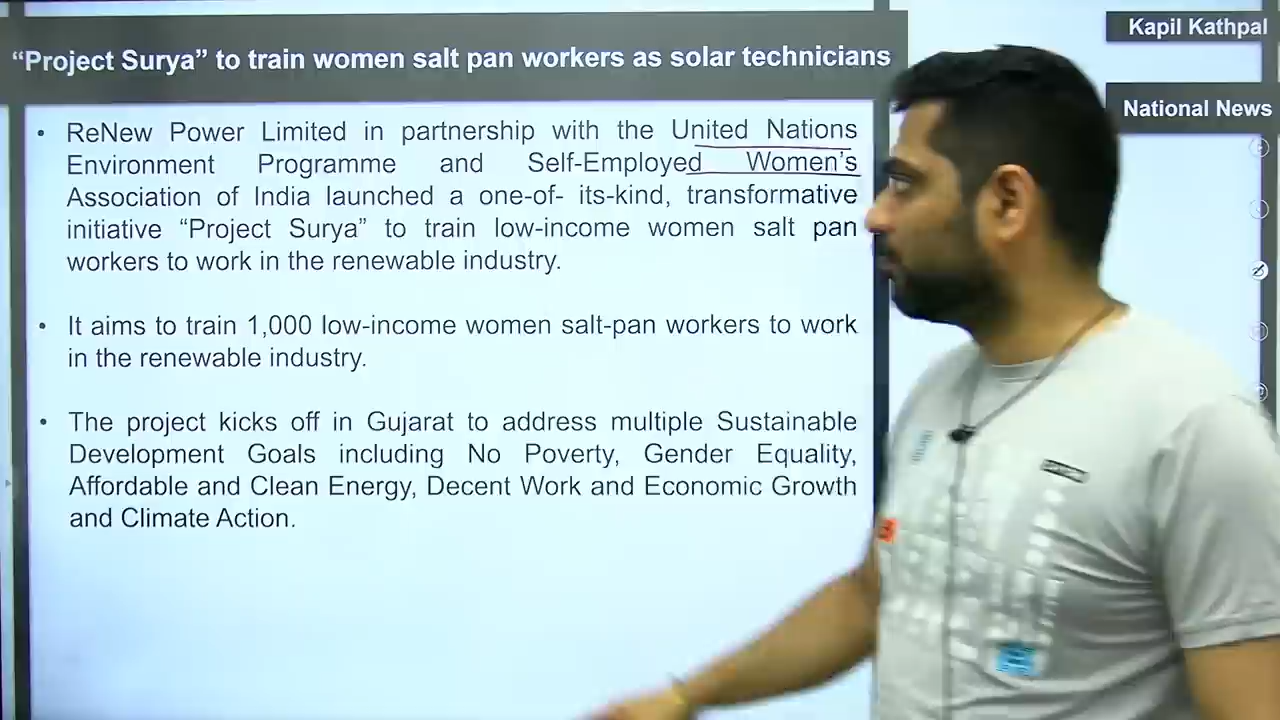 Kapil Kathpal
“Project Surya” to train women salt pan workers as solar technicians
National News
• ReNew Power Limited in partnership with the United Nations
Environment Programme and Self-Employed Women’s
Association of India launched a one-of- its-kind, transformative
initiative “Project Surya” to train low-income women salt pan
workers to work in the renewable industry.
• It aims to train 1,000 low-income women salt-pan workers to work
in the renewable industry.
• The project kicks off in Gujarat to address multiple Sustainable
Development Goals including No Poverty, Gender Equality,
Affordable and Clean Energy, Decent Work and Economic Growth
and Climate Action.